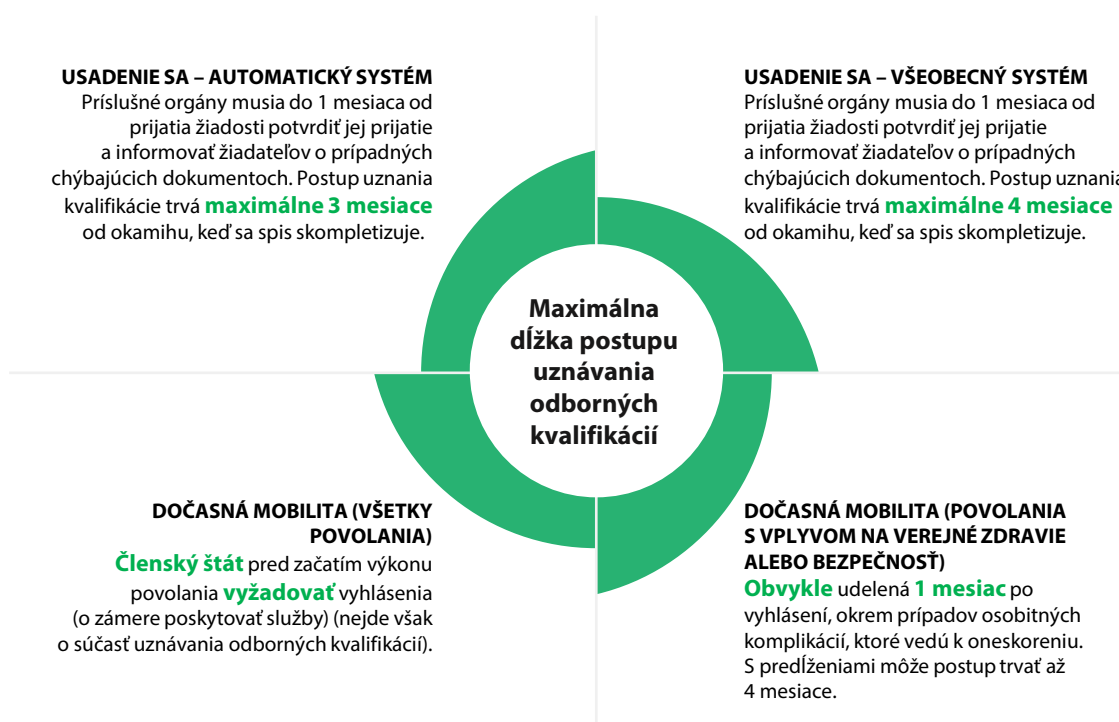 USADENIE SA – AUTOMATICKÝ SYSTÉM
Príslušné orgány musia do 1 mesiaca od
prijatia žiadosti potvrdiť jej prijatie
a informovať žiadateľov o prípadných
chýbajúcich dokumentoch. Postup uznania
kvalifikácie trvá maximálne 3 mesiace
od okamihu, keď sa spis skompletizuje.
USADENIE SA – VŠEOBECNÝ SYSTÉM
Príslušné orgány musia do 1 mesiaca od
prijatia žiadosti potvrdiť jej prijatie
a informovať žiadateľov o prípadných
chýbajúcich dokumentoch. Postup uznania
kvalifikácie trvá maximálne 4 mesiace
od okamihu, keď sa spis skompletizuje.
Maximálna
dĺžka postupu
uznávania
odborných
kvalifikácií
DOČASNÁ MOBILITA (VŠETKY
POVOLANIA)
Členský štát pred začatím výkonu
povolania vyžadovať vyhlásenia
(o zámere poskytovať služby) (nejde však
o súčasť uznávania odborných kvalifikácií).
DOČASNÁ MOBILITA (POVOLANIA
S VPLYVOM NA VEREJNÉ ZDRAVIE
ALEBO BEZPEČNOSŤ)
Obvykle udelená 1 mesiac po
vyhlásení, okrem prípadov osobitných
komplikácií, ktoré vedú k oneskoreniu.
S predĺženiami môže postup trvať až
4 mesiace.